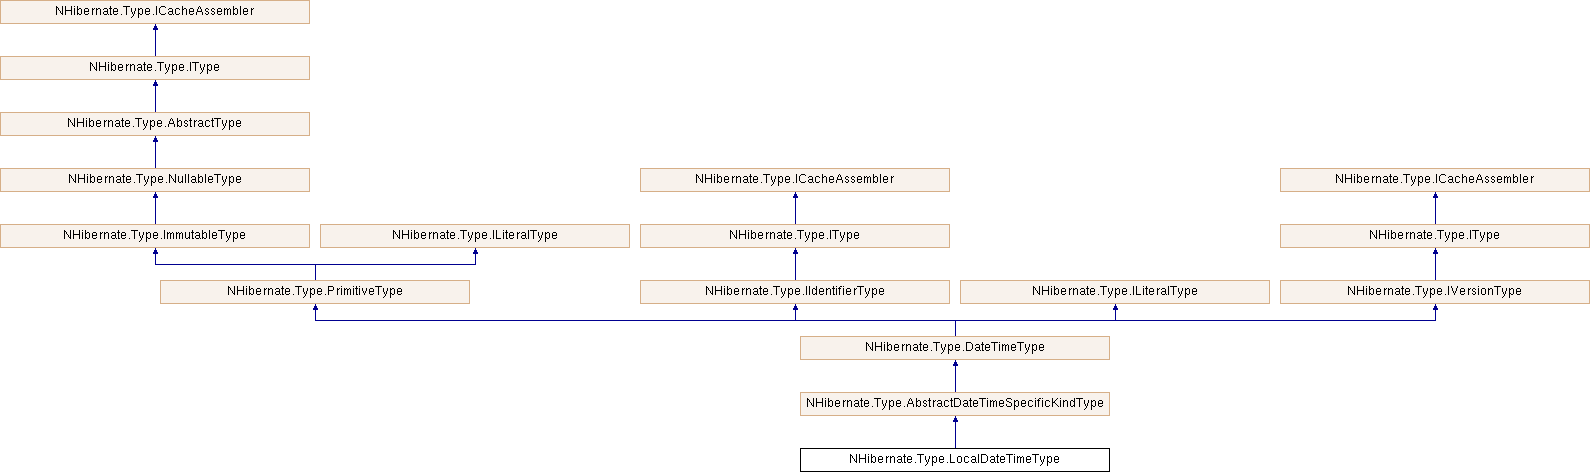 NHibernate.Type.ICacheAssembler
NHibernate.Type.IType
NHibernate.Type.AbstractType
NHibernate.Type.NullableType
NHibernate.Type.ICacheAssembler
NHibernate.Type.ICacheAssembler
NHibernate.Type.ImmutableType
NHibernate.Type.ILiteralType
NHibernate.Type.IType
NHibernate.Type.IType
NHibernate.Type.PrimitiveType
NHibernate.Type.IIdentifierType
NHibernate.Type.ILiteralType
NHibernate.Type.IVersionType
NHibernate.Type.DateTimeType
NHibernate.Type.AbstractDateTimeSpecificKindType
NHibernate.Type.LocalDateTimeType